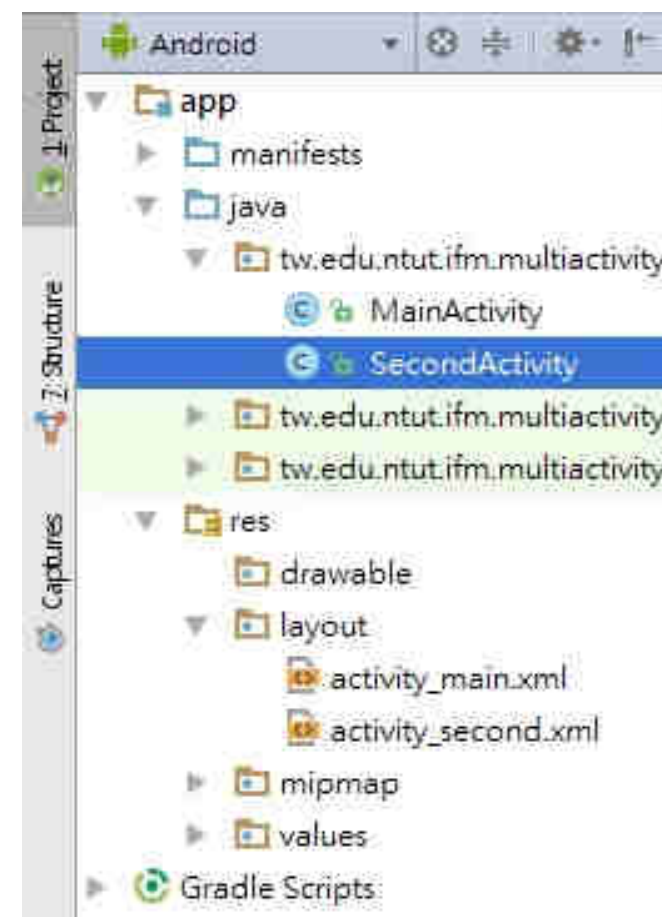 Android
1: Project
app
manifests
java
tw.edu.ntut.ifm.multiactivity
MainActivity
SecondActivity
7: Structure
tw.edu.ntut.ifm.multiactivity
tw.edu.ntut.ifm.multiactivity
res
Captures
drawable
layout
activity_main.xml
activity_second.xml
mipmap
values
Gradle Scripts